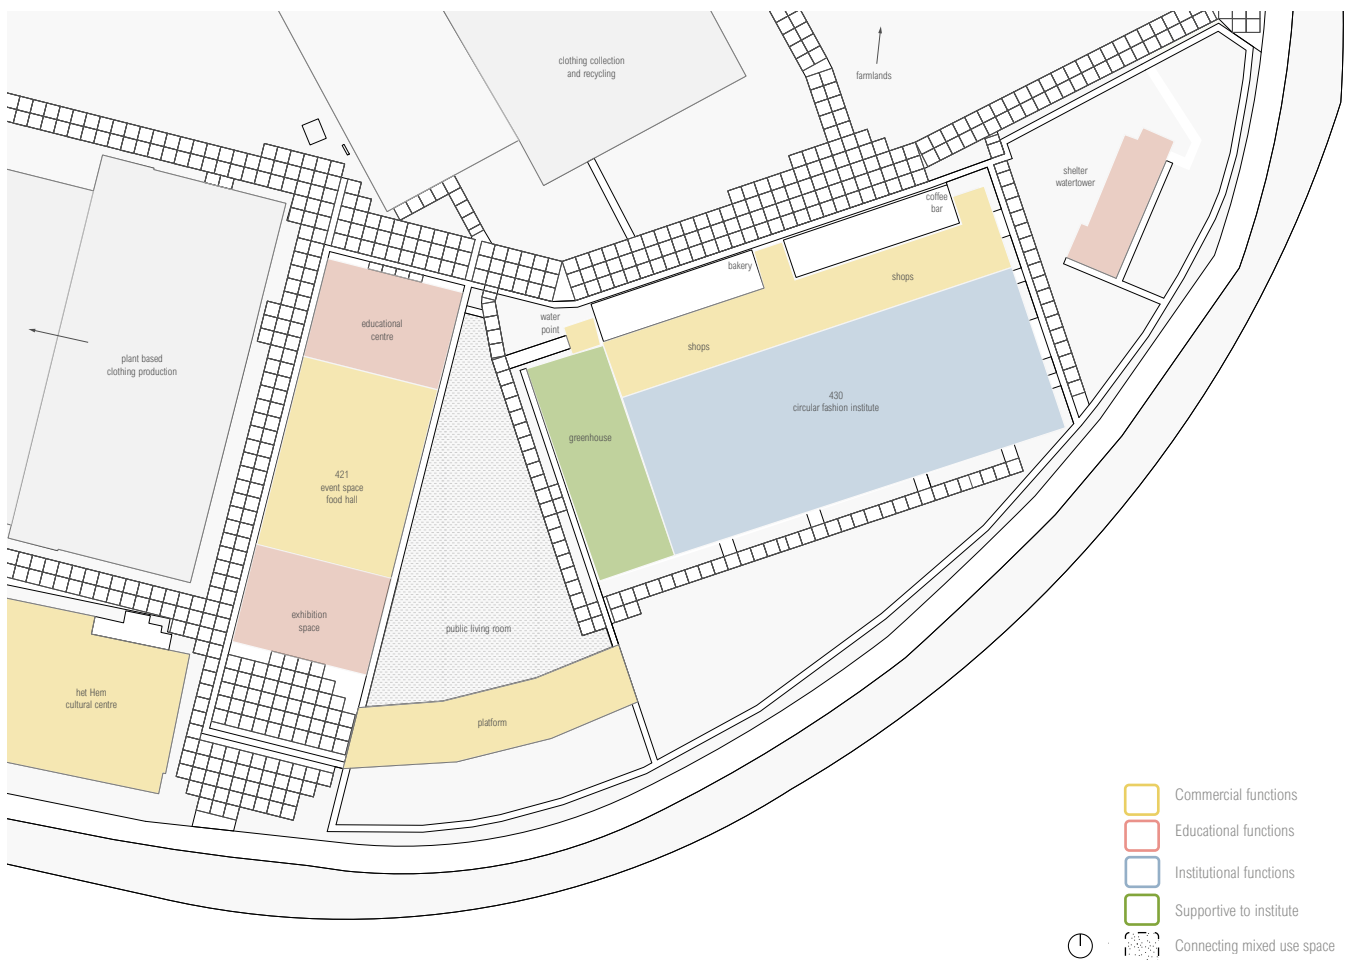 clothing collection
and recycling
farmlands
shelter
watertower
coffee
bar
bakery
shops
water
point
educational
centre
shops
plant based
clothing production
430
circular fashion institute
greenhouse
421
event space
food hall
exhibition
space
public living room
het Hem
cultural centre
platform
Commercial functions
Educational functions
Institutional functions
Supportive to institute
Connecting mixed use space